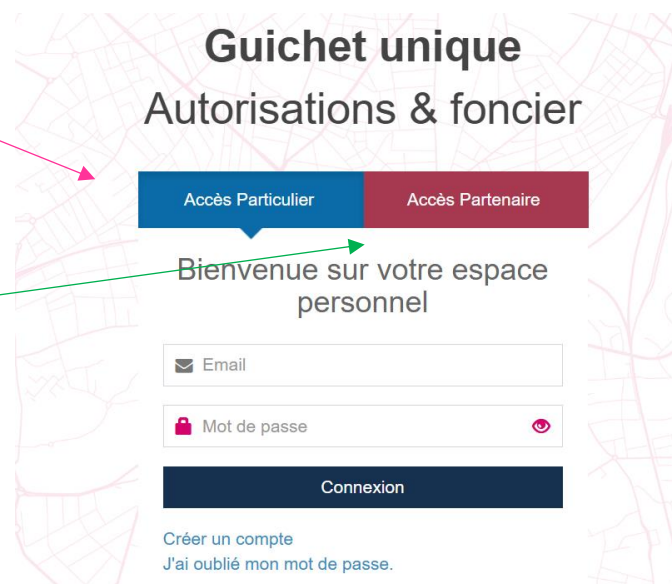 Guichet unique
Autorisations & foncier
Accès Particulier
Accès Partenaire
Bienvenue sur votre espace
personnel
Email
Mot de passe
Connexion
Créer un compte
J'ai oublié mon mot de passe.